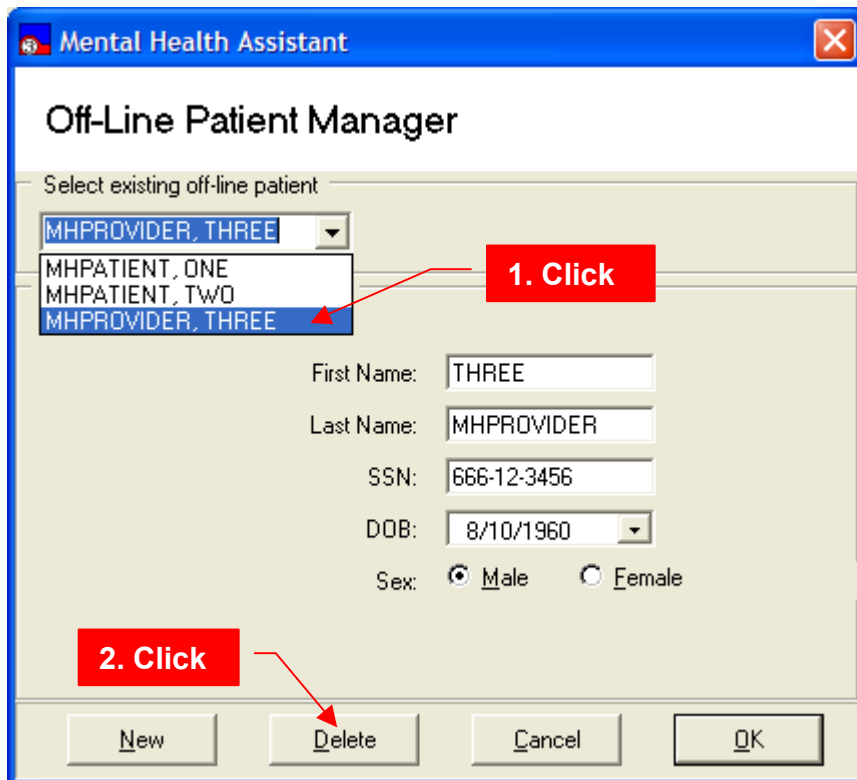 Mental Health Assistant
Off-Line Patient Manager
Select existing off-line patient
MHPROVIDER, THREE
MHPATIENT, ONE
MHPATIENT, TWO
MHPROVIDER, THREE
1. Click
First Name: THREE
Last Name: MHPROVIDER
SSN: 666-12-3456
DOB: 8/10/1960
Sex: Male Female
2. Click
New Delete Cancel OK